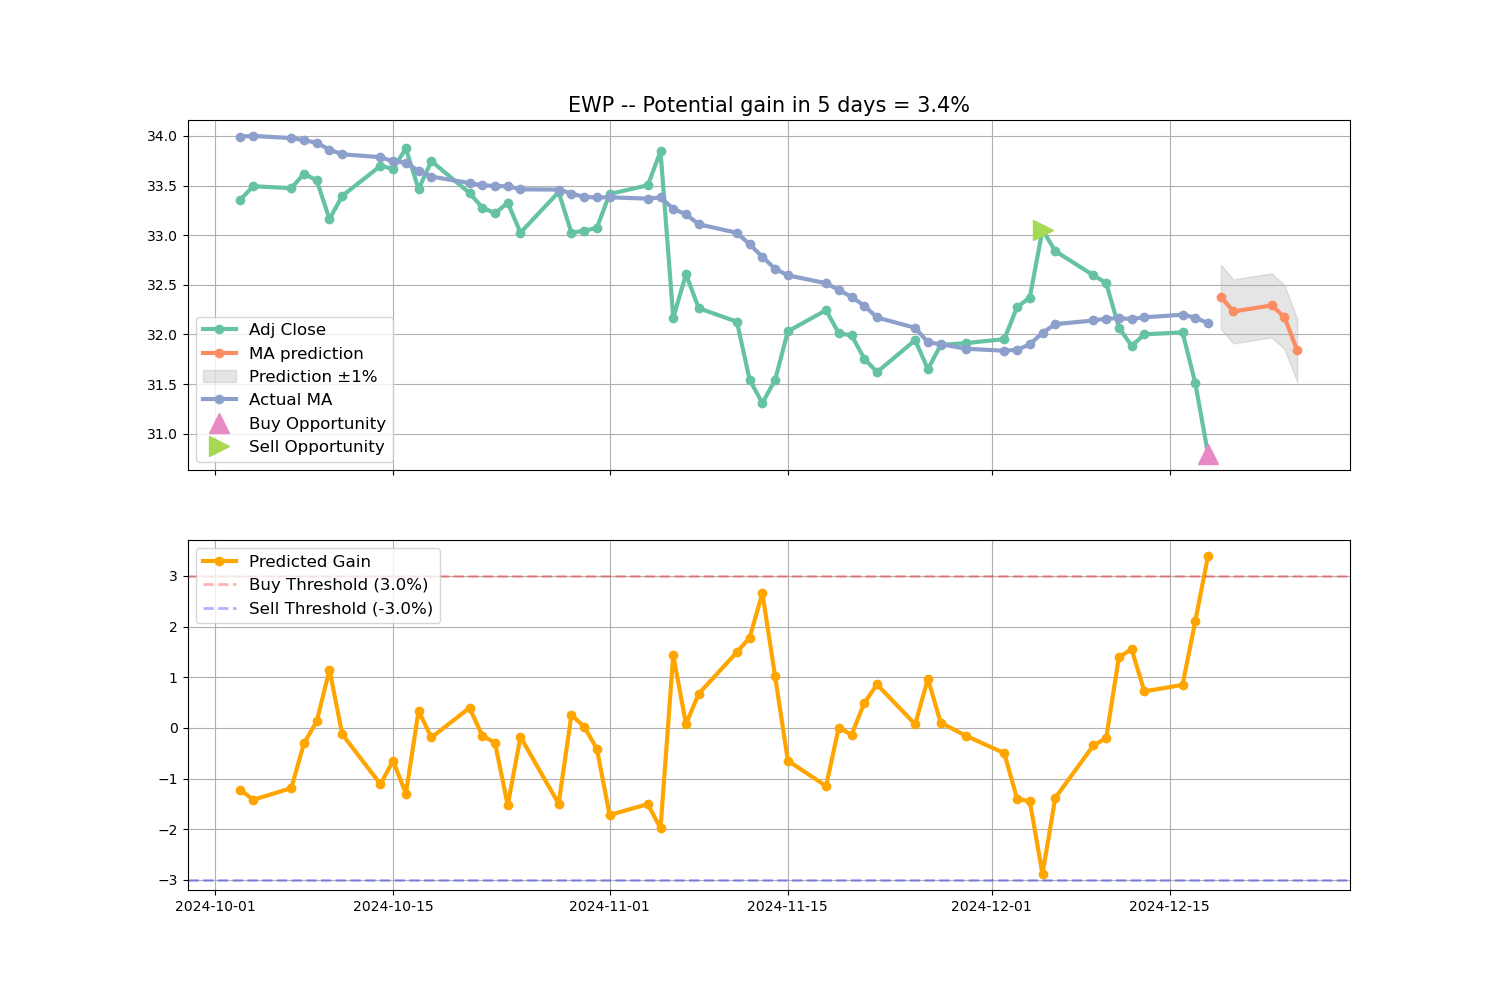 EWP -- Potential gain in 5 days = 3.4%
34.0
33.5
33.0
32.5
32.0
31.5
31.0
Adj Close
MA prediction
Prediction ±1%
Actual MA
Buy Opportunity
Sell Opportunity
3
2
1
0
−1
−2
−3
Predicted Gain
Buy Threshold (3.0%)
Sell Threshold (-3.0%)
2024-10-01
2024-10-15
2024-11-01
2024-11-15
2024-12-01
2024-12-15